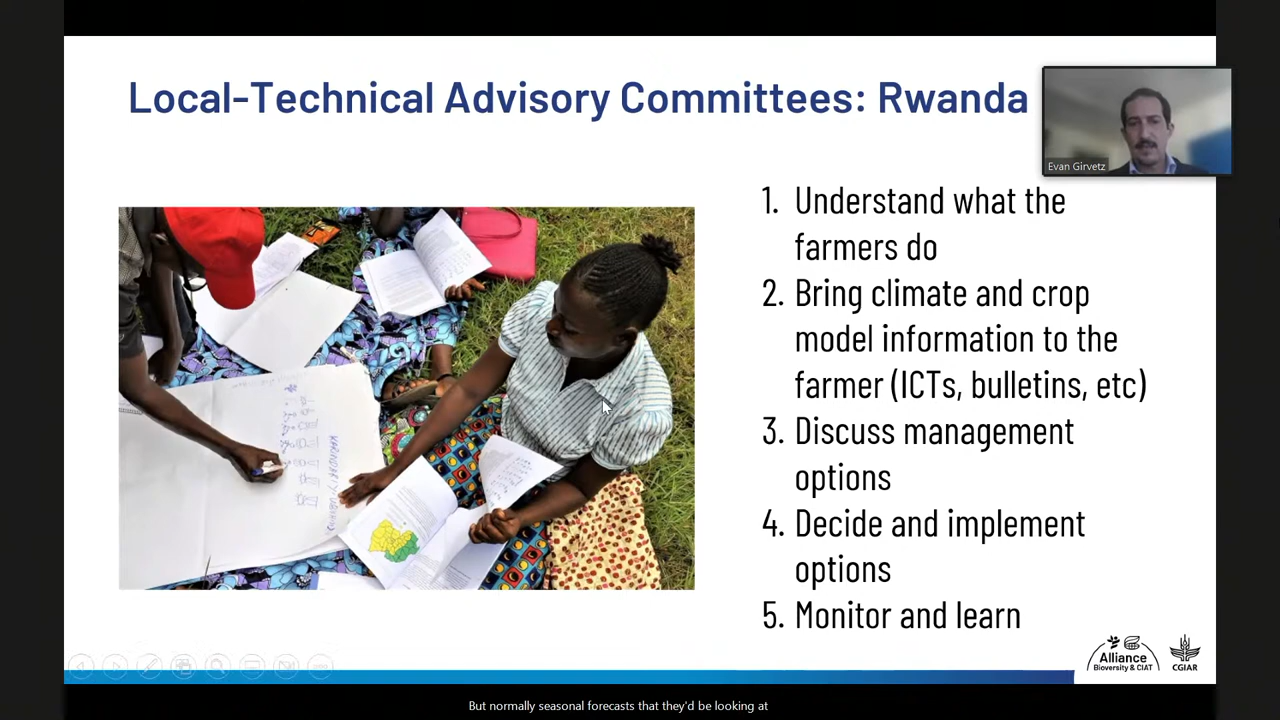 Local-Technical Advisory Committees: Rwanda
Evan Girvetz
1. Understand what the
farmers do
2. Bring climate and crop
model information to the
farmer (ICTs, bulletins, etc)
3. Discuss management
options
4. Decide and implement
options
5. Monitor and learn
Alliance
Bioversity & CIAT
CGIAR
But normally seasonal forecasts that they'd be looking at